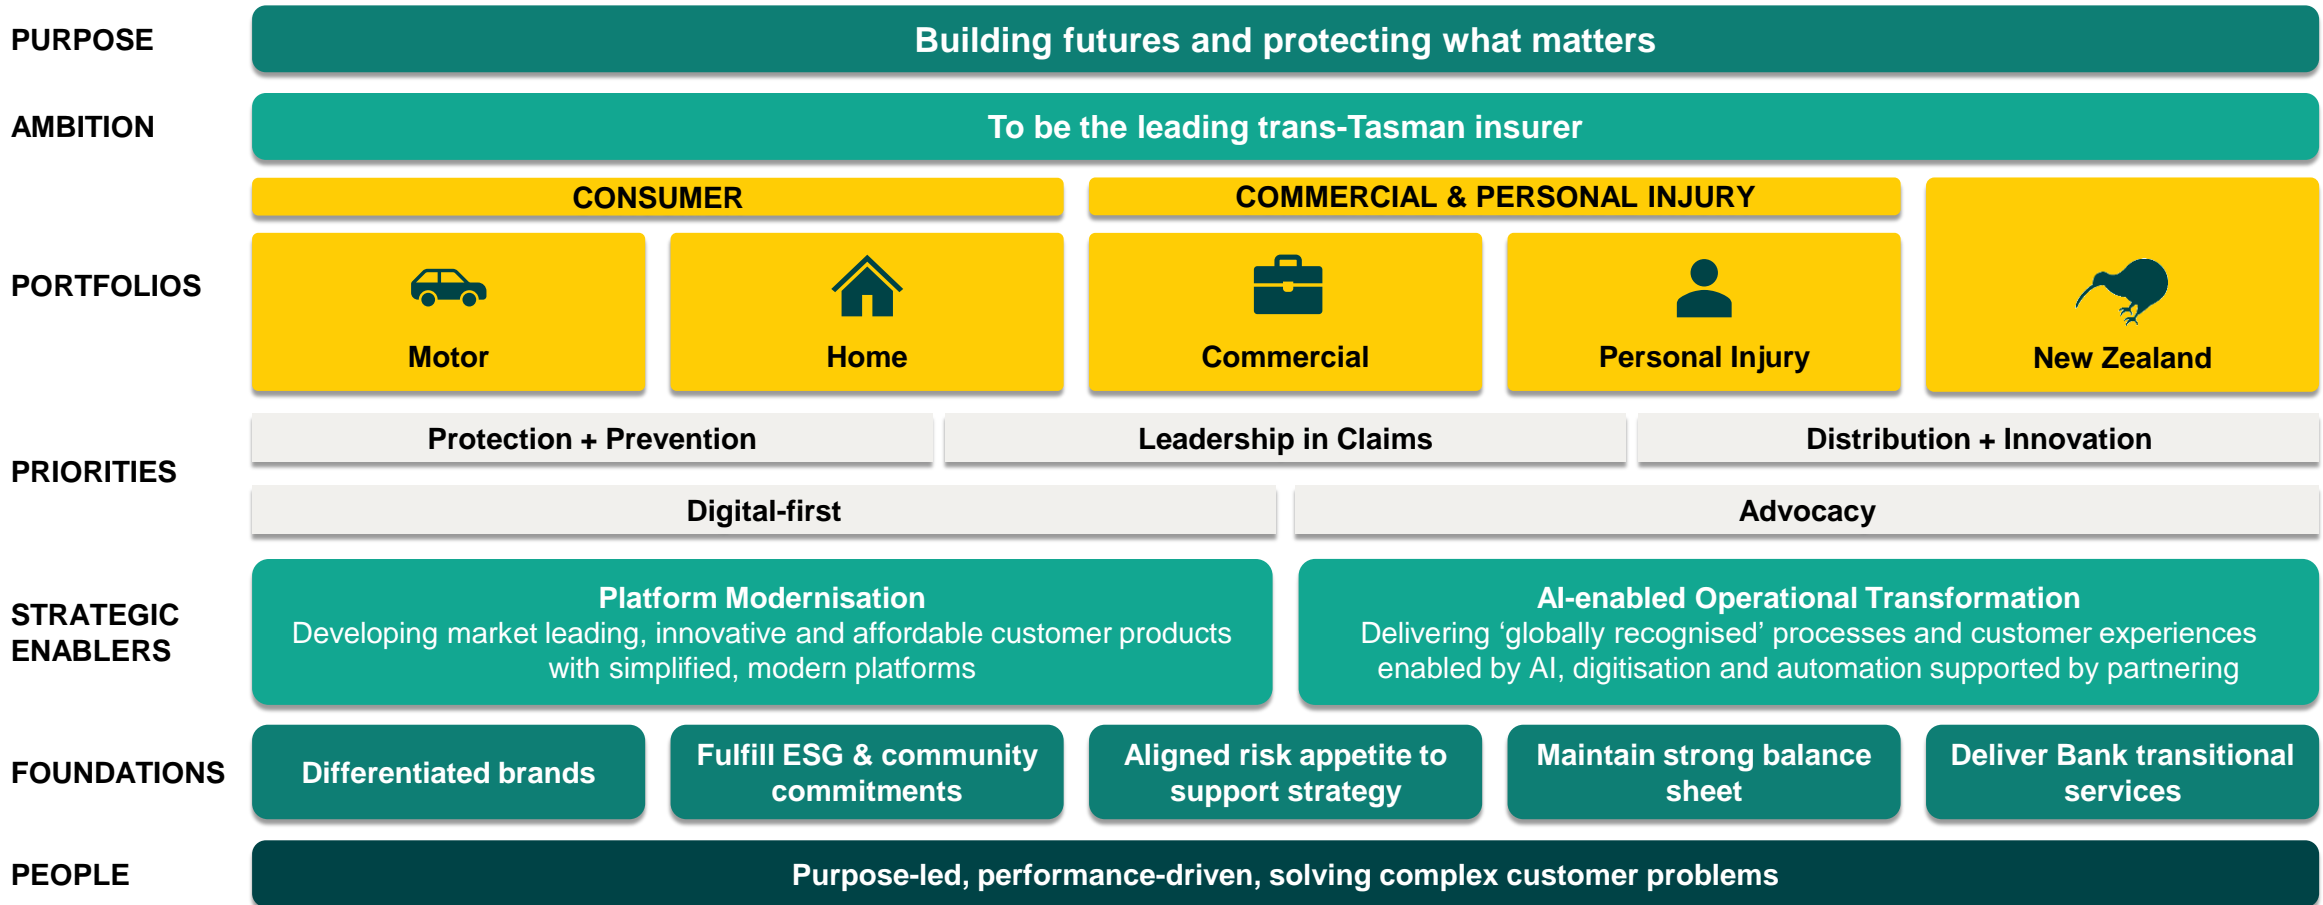 PURPOSE
Building futures and protecting what matters
AMBITION
To be the leading trans-Tasman insurer
PORTFOLIOS
CONSUMER
COMMERCIAL & PERSONAL INJURY
Motor
Home
Commercial
Personal Injury
New Zealand
PRIORITIES
Protection + Prevention
Leadership in Claims
Distribution + Innovation
Digital-first
Advocacy
STRATEGIC
ENABLERS
Platform Modernisation
Developing market leading, innovative and affordable customer products
with simplified, modern platforms
AI-enabled Operational Transformation
Delivering ‘globally recognised’ processes and customer experiences
enabled by AI, digitisation and automation supported by partnering
FOUNDATIONS
Differentiated brands
Fulfill ESG & community
commitments
Aligned risk appetite to
support strategy
Maintain strong balance
sheet
Deliver Bank transitional
services
PEOPLE
Purpose-led, performance-driven, solving complex customer problems